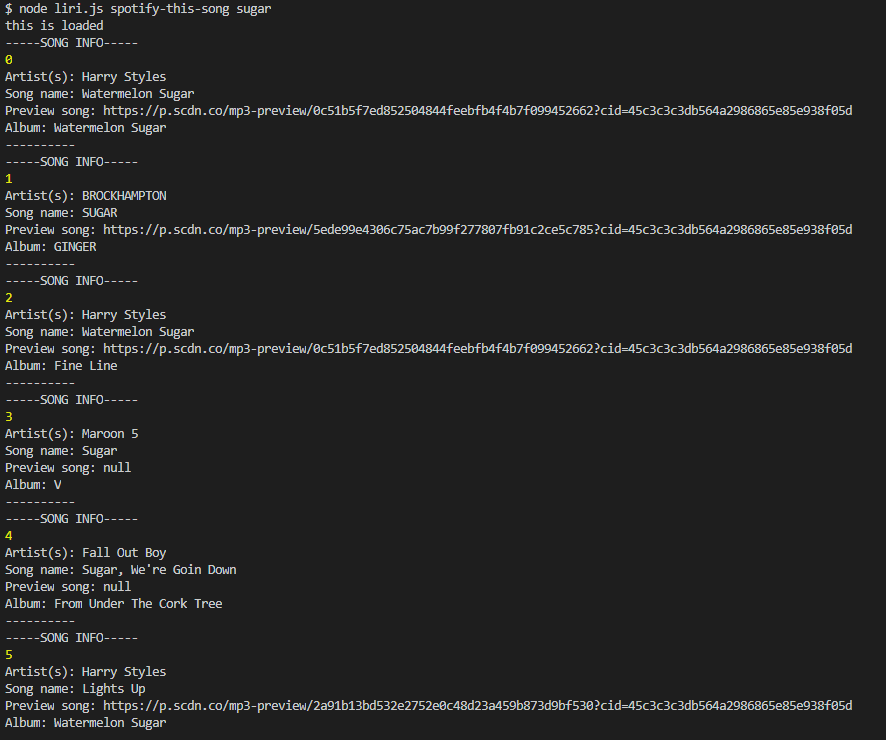 $ node liri.js spotify-this-song sugar
this is loaded
-----SONG INFO-----
0
Artist(s): Harry Styles
Song name: Watermelon Sugar
Preview song: https://p.scdn.co/mp3-preview/0c51b5f7ed852504844feebfb4f4b7f099452662?cid=45c3c3c3db564a2986865e85e938f05d
Album: Watermelon Sugar
----------
-----SONG INFO-----
1
Artist(s): BROCKHAMPTON
Song name: SUGAR
Preview song: https://p.scdn.co/mp3-preview/5ede99e4306c75ac7b99f277807fb91c2ce5c785?cid=45c3c3c3db564a2986865e85e938f05d
Album: GINGER
----------
-----SONG INFO-----
2
Artist(s): Harry Styles
Song name: Watermelon Sugar
Preview song: https://p.scdn.co/mp3-preview/0c51b5f7ed852504844feebfb4f4b7f099452662?cid=45c3c3c3db564a2986865e85e938f05d
Album: Fine Line
----------
-----SONG INFO-----
3
Artist(s): Maroon 5
Song name: Sugar
Preview song: null
Album: V
----------
-----SONG INFO-----
4
Artist(s): Fall Out Boy
Song name: Sugar, We're Goin Down
Preview song: null
Album: From Under The Cork Tree
----------
-----SONG INFO-----
5
Artist(s): Harry Styles
Song name: Lights Up
Preview song: https://p.scdn.co/mp3-preview/2a91b13bd532e2752e0c48d23a459b873d9bf530?cid=45c3c3c3db564a2986865e85e938f05d
Album: Watermelon Sugar